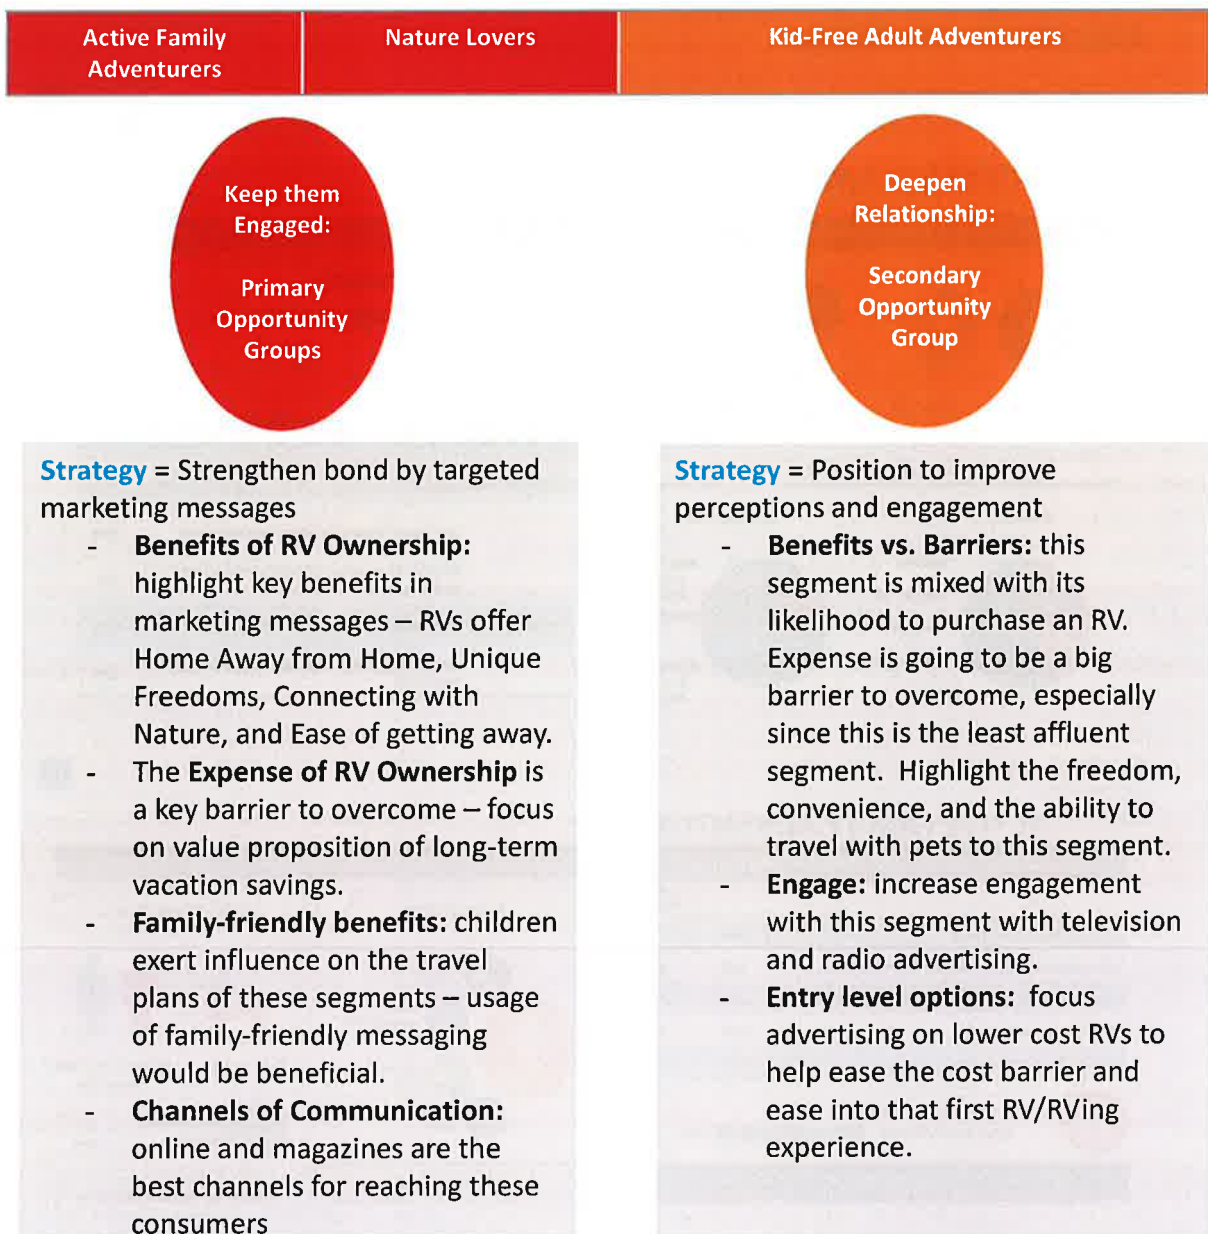 Active Family
Adventurers
Nature Lovers
Kid-Free Adult Adventurers
Keep them
Engaged:
Primary
Opportunity
Groups
Deepen
Relationship:
Secondary
Opportunity
Group
Strategy = Strengthen bond by targeted
marketing messages
- Benefits of RV Ownership:
highlight key benefits in
marketing messages – RVs offer
Home Away from Home, Unique
Freedoms, Connecting with
Nature, and Ease of getting away.
- The Expense of RV Ownership is
a key barrier to overcome – focus
on value proposition of long-term
vacation savings.
- Family-friendly benefits: children
exert influence on the travel
plans of these segments – usage
of family-friendly messaging
would be beneficial.
- Channels of Communication:
online and magazines are the
best channels for reaching these
consumers
Strategy = Position to improve
perceptions and engagement
- Benefits vs. Barriers: this
segment is mixed with its
likelihood to purchase an RV.
Expense is going to be a big
barrier to overcome, especially
since this is the least affluent
segment. Highlight the freedom,
convenience, and the ability to
travel with pets to this segment.
- Engage: increase engagement
with this segment with television
and radio advertising.
- Entry level options: focus
advertising on lower cost RVs to
help ease the cost barrier and
ease into that first RV/RVing
experience.